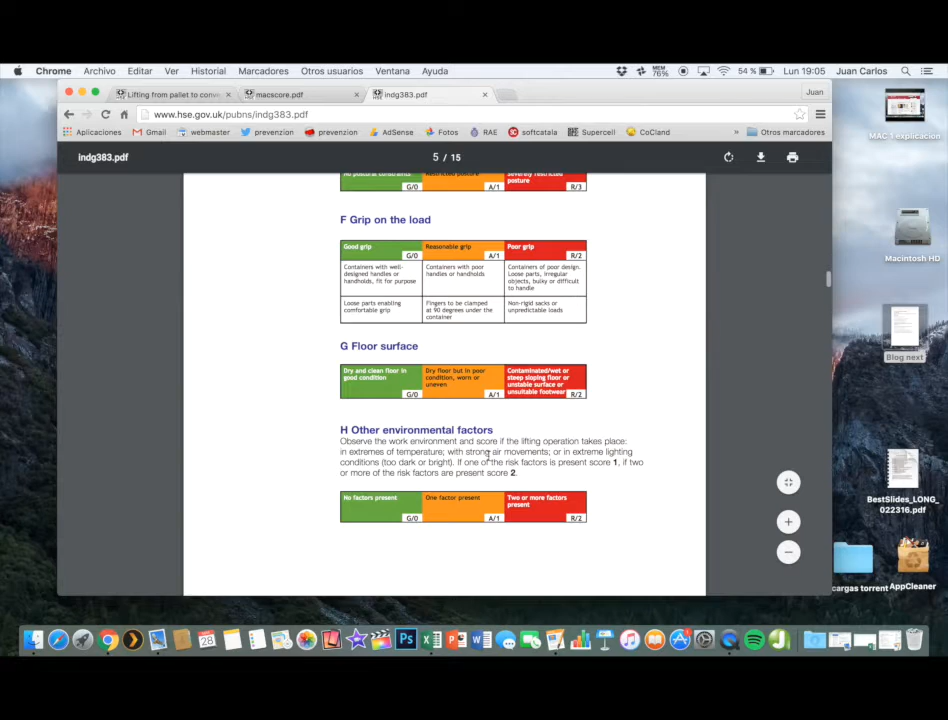 Chrome Archivo Editar Ver Historial Marcadores Otros usuarios Ventana Ayuda MEM 76% 54 % Lun 19:05 Juan Carlos
Lifting from pallet to conve × macscore.pdf × indg383.pdf × Juan
www.hse.gov.uk/pubns/indg383.pdf
Aplicaciones Gmail webmaster prevenzion prevenzion AdSense Fotos RAE softcatala Supercell CoCland » Otros marcadores
indg383.pdf 5 / 15
No postural constraints Restricted posture Severely restricted posture
G/0 A/1 R/3
F Grip on the load
Good grip G/0 Reasonable grip A/1 Poor grip R/2
Containers with well-
designed handles or
handholds, fit for purpose
Containers with poor
handles or handholds
Containers of poor design.
Loose parts, irregular
objects, bulky or difficult
to handle
Loose parts enabling
comfortable grip
Fingers to be clamped
at 90 degrees under the
container
Non-rigid sacks or
unpredictable loads
G Floor surface
Dry and clean floor in
good condition
G/0
Dry floor but in poor
condition, worn or
uneven
A/1
Contaminated/wet or
steep sloping floor or
unstable surface or
unsuitable footwear
R/2
H Other environmental factors
Observe the work environment and score if the lifting operation takes place:
in extremes of temperature; with strong air movements; or in extreme lighting
conditions (too dark or bright). If one of the risk factors is present score 1, if two
or more of the risk factors are present score 2.
No factors present
G/0
One factor present
A/1
Two or more factors
present
R/2
MAC 1 explicación
Macintosh HD
Blog next
BestSlides_LONG_
022316.pdf
cargas torrent
AppCleaner